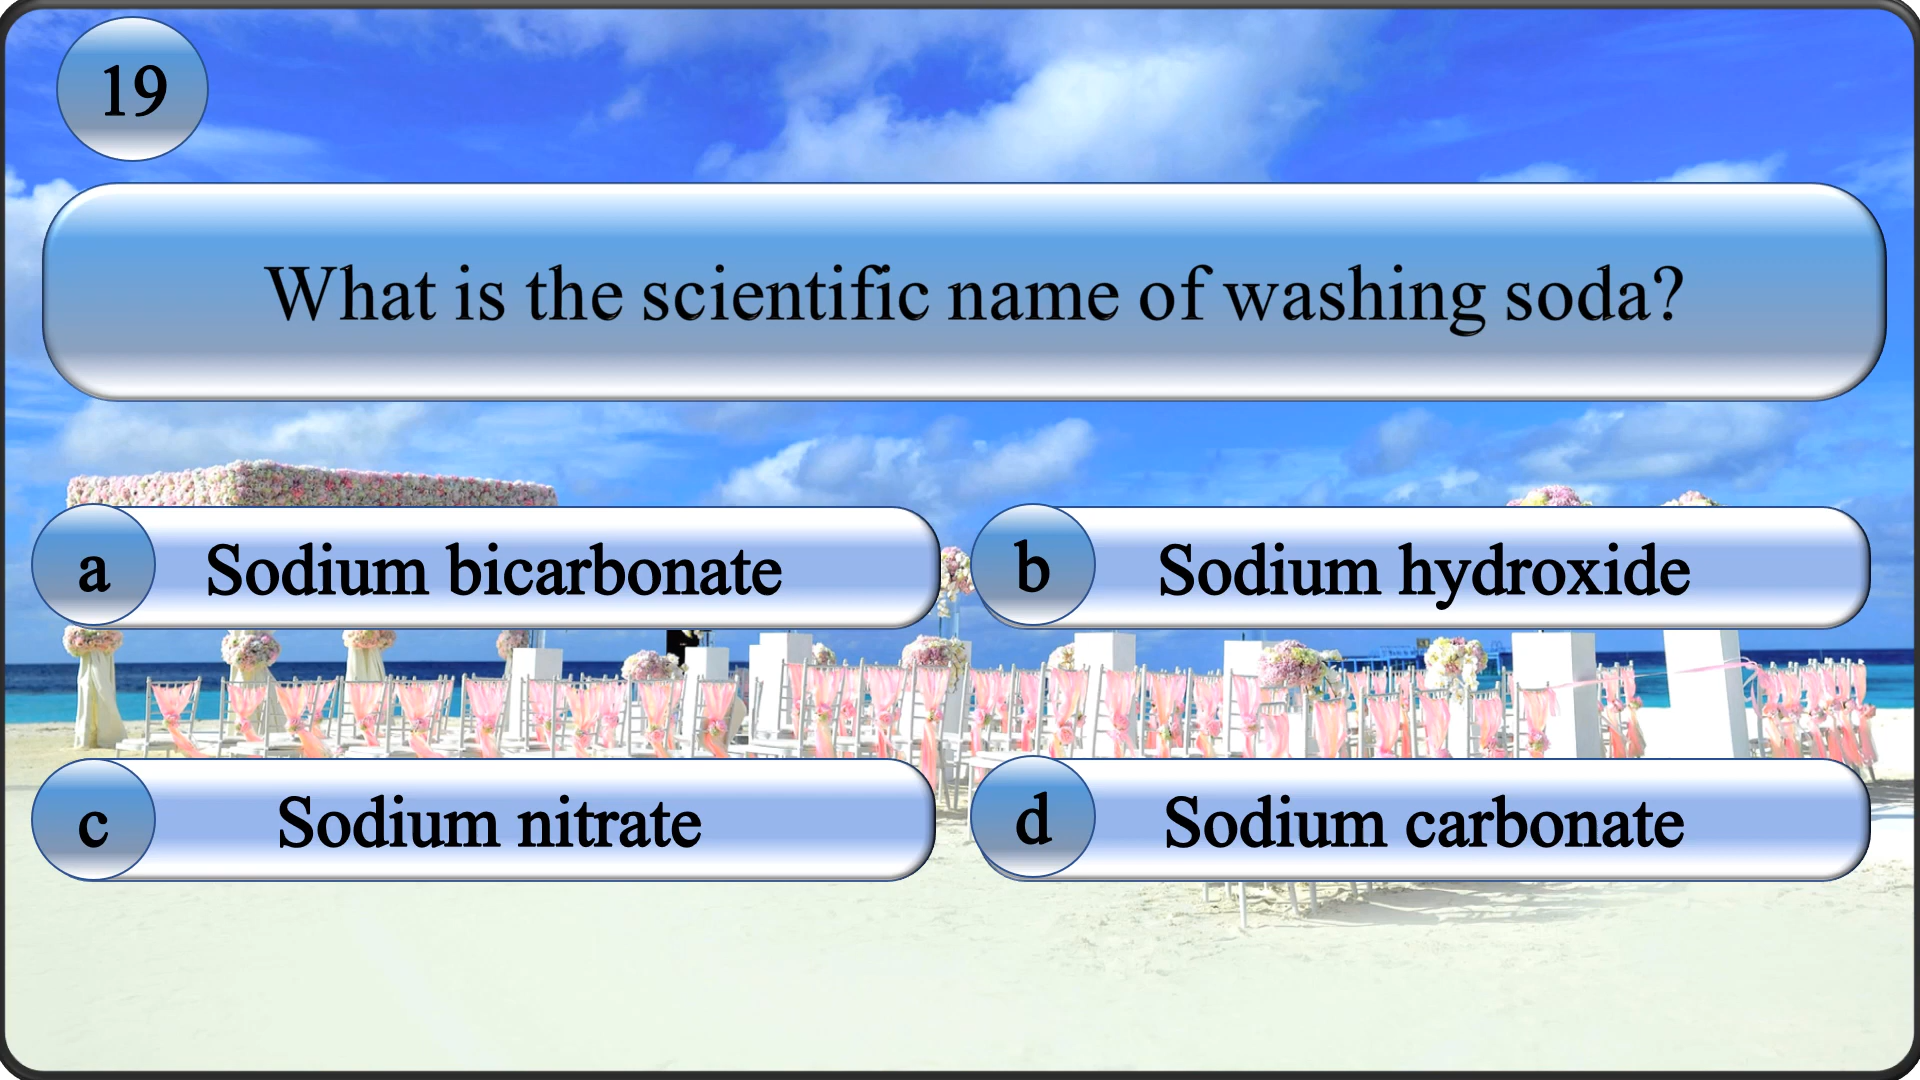 19
What is the scientific name of washing soda?
a Sodium bicarbonate
b Sodium hydroxide
c Sodium nitrate
d Sodium carbonate